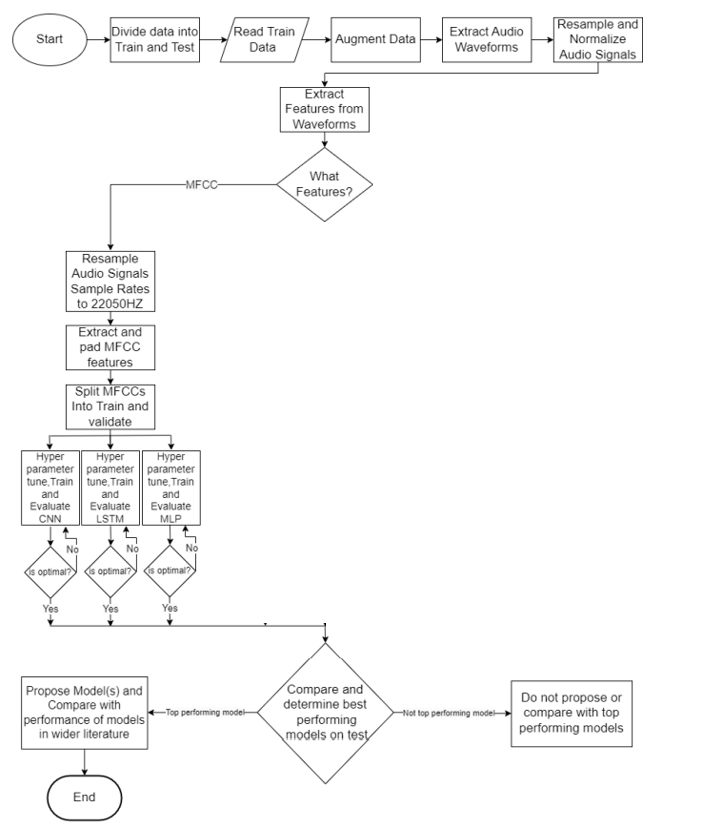 Start
Divide data into
Train and Test
Read Train
Data
Augment Data
Extract Audio
Waveforms
Resample and
Normalize
Audio Signals
Extract
Features from
Waveforms
What
Features?
MFCC
Resample
Audio Signals
Sample Rates
to 22050HZ
Extract and
pad MFCC
features
Split MFCCs
Into Train and
validate
Hyper
parameter
tune,Train
and
Evaluate
CNN
Hyper
parameter
tune,Train
and
Evaluate
LSTM
Hyper
parameter
tune,Train
and
Evaluate
MLP
No
No
No
is optimal?
is optimal?
is optimal?
Yes
Yes
Yes
Propose Model(s) and
Compare with
performance of models
in wider literature
Top performing model
Compare and
determine best
performing
models on test
Not top performing model
Do not propose or
compare with top
performing models
End